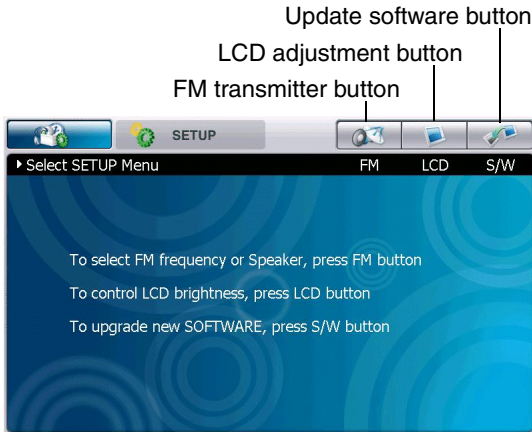 Update software button
LCD adjustment button
FM transmitter button
SETUP
Select SETUP Menu FM LCD S/W
To select FM frequency or Speaker, press FM button
To control LCD brightness, press LCD button
To upgrade new SOFTWARE, press S/W button